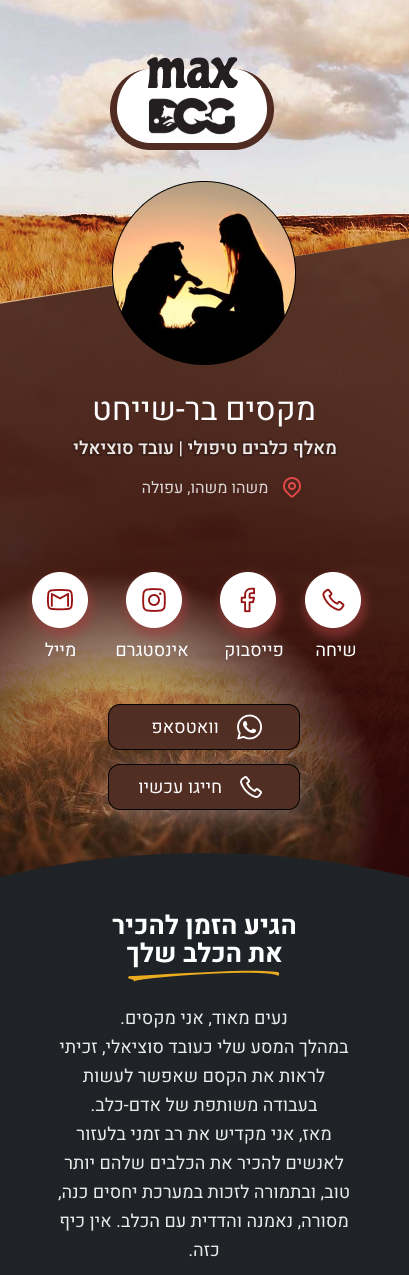 max
DOG
מקסים בר-שייחט
מאלף כלבים טיפולי | עובד סוציאלי
משהו משהו, עפולה
שיחה
פייסבוק
אינסטגרם
מייל
וואטסאפ
חייגו עכשיו
הגיע הזמן להכיר
את הכלב שלך
נעים מאוד, אני מקסים.
במהלך המסע שלי כעובד סוציאלי, זכיתי
לראות את הקסם שאפשר לעשות
בעבודה משותפת של אדם-כלב.
מאז, אני מקדיש את רב זמני בלעזור
לאנשים להכיר את הכלבים שלהם יותר
טוב, ובתמורה לזכות במערכת יחסים כנה,
מסורה, נאמנה והדדית עם הכלב. אין כיף
כזה.